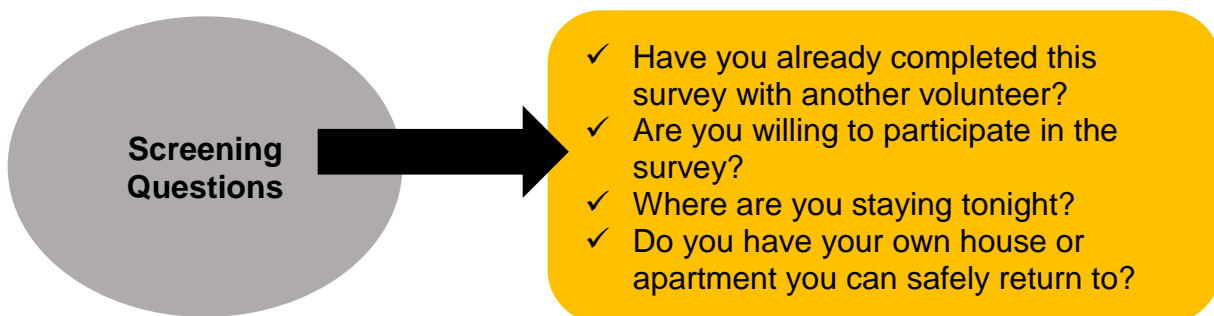 Screening
Questions
✓ Have you already completed this
survey with another volunteer?
✓ Are you willing to participate in the
survey?
✓ Where are you staying tonight?
✓ Do you have your own house or
apartment you can safely return to?